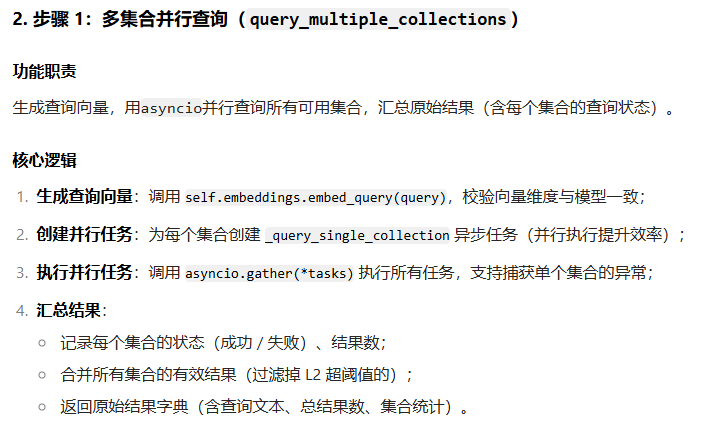 2. 步骤 1：多集合并行查询（query_multiple_collections）
功能职责
生成查询向量，用asyncio并行查询所有可用集合，汇总原始结果（含每个集合的查询状态）。
核心逻辑
1. 生成查询向量：调用 self.embeddings.embed_query(query)，校验向量维度与模型一致；
2. 创建并行任务：为每个集合创建 _query_single_collection 异步任务（并行执行提升效率）；
3. 执行并行任务：调用 asyncio.gather(*tasks) 执行所有任务，支持捕获单个集合的异常；
4. 汇总结果：
○ 记录每个集合的状态（成功 / 失败）、结果数；
○ 合并所有集合的有效结果（过滤掉 L2 超阈值的）；
○ 返回原始结果字典（含查询文本、总结果数、集合统计）。